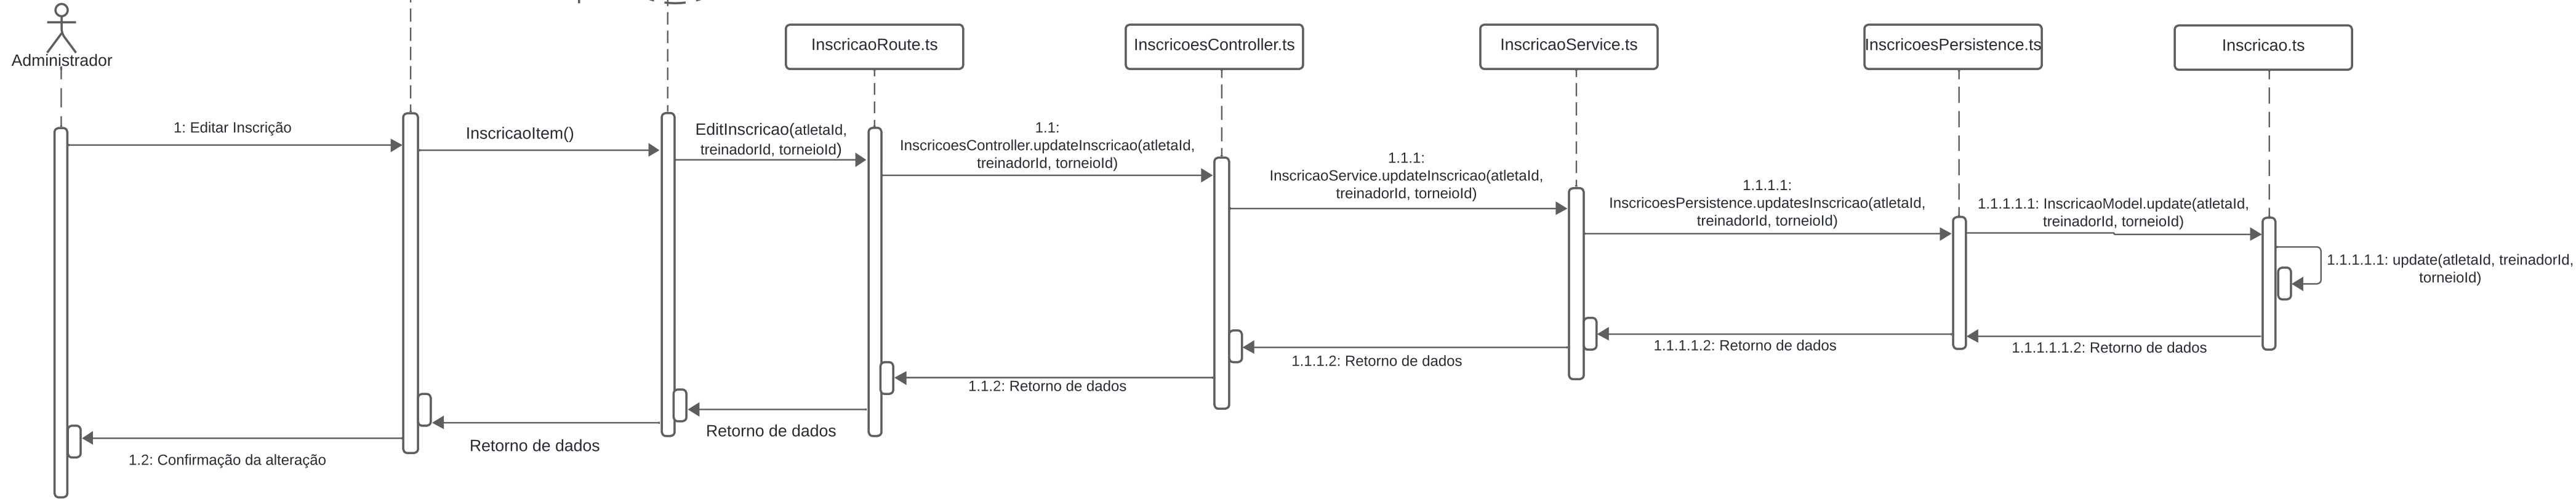 Administrador
InscricaoRoute.ts
InscricoesController.ts
InscricaoService.ts
InscricoesPersistence.ts
Inscricao.ts
1: Editar Inscrição
InscricaoItem()
EditInscricao(atletaId,
treinadorId, torneioId)
1.1:
InscricoesController.updateInscricao(atletaId,
treinadorId, torneioId)
1.1.1:
InscricaoService.updateInscricao(atletaId,
treinadorId, torneioId)
1.1.1.1:
InscricoesPersistence.updatesInscricao(atletaId,
treinadorId, torneioId)
1.1.1.1.1: InscricaoModel.update(atletaId,
treinadorId, torneioId)
1.1.1.1.1: update(atletaId, treinadorId,
torneioId)
1.1.1.1.1.2: Retorno de dados
1.1.1.1.2: Retorno de dados
1.1.1.2: Retorno de dados
1.1.2: Retorno de dados
Retorno de dados
Retorno de dados
1.2: Confirmação da alteração